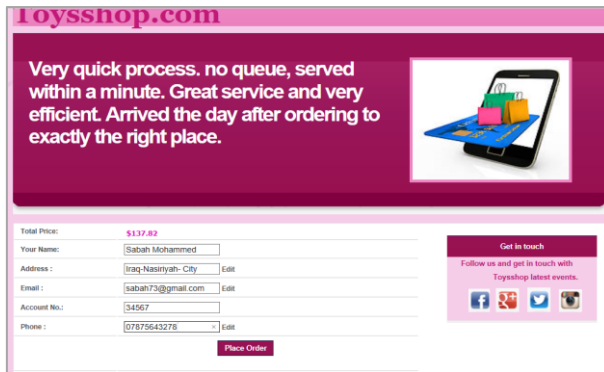 Toysshop.com
Very quick process. no queue, served
within a minute. Great service and very
efficient. Arrived the day after ordering to
exactly the right place.
Total Price: $137.82
Your Name: Sabah Mohammed
Address : Iraq-Nasiriyah- City Edit
Email : sabah73@gmail.com Edit
Account No.: 34567
Phone : 07875643278 × Edit
Place Order
Get in touch
Follow us and get in touch with
Toysshop latest events.